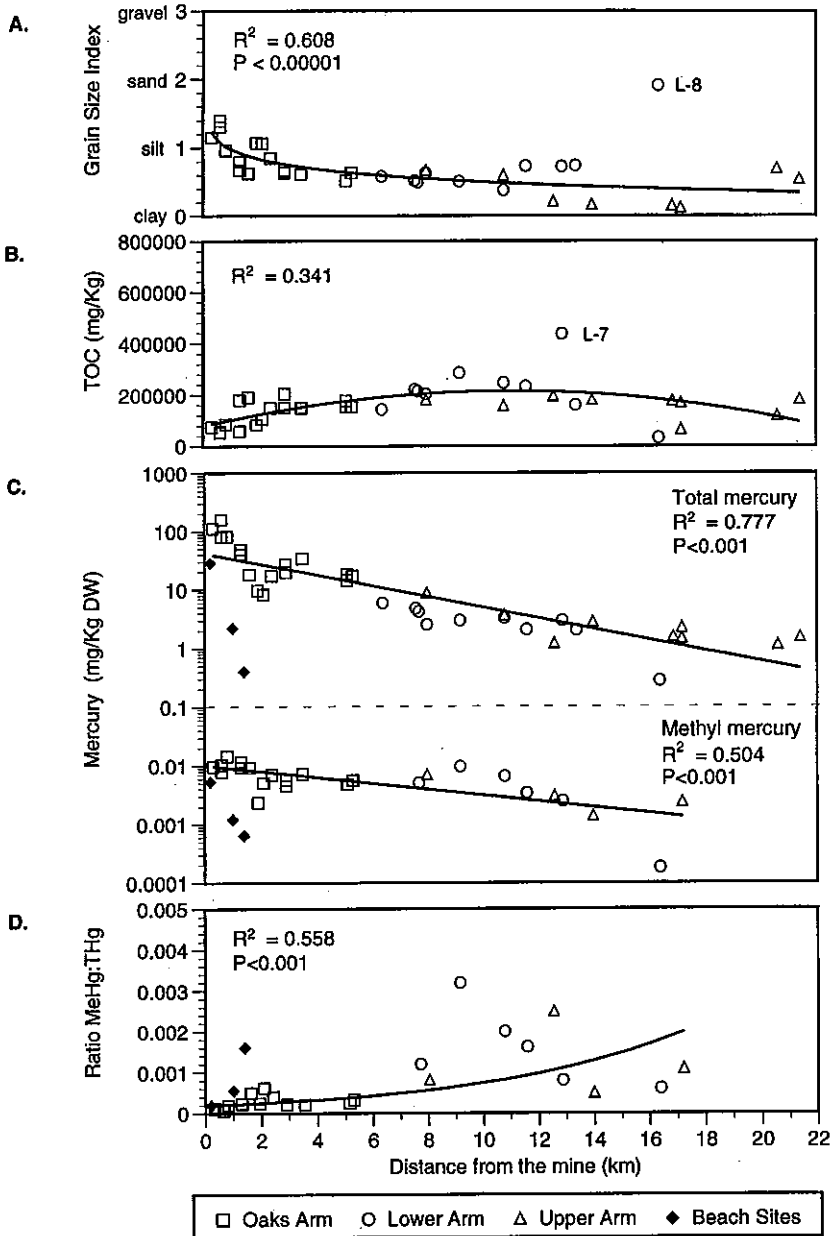 A.
Grain Size Index
gravel 3
sand 2
silt 1
clay 0
R² = 0.608
P < 0.00001
L-8
B.
TOC (mg/Kg)
800000
600000
400000
200000
0
R² = 0.341
L-7
C.
Mercury (mg/Kg DW)
1000
100
10
1
0.1
0.01
0.001
0.0001
Total mercury
R² = 0.777
P<0.001
Methyl mercury
R² = 0.504
P<0.001
D.
Ratio MeHg:THg
0.005
0.004
0.003
0.002
0.001
0
R² = 0.558
P<0.001
0 2 4 6 8 10 12 14 16 18 20 22
Distance from the mine (km)
Oaks Arm Lower Arm Upper Arm Beach Sites